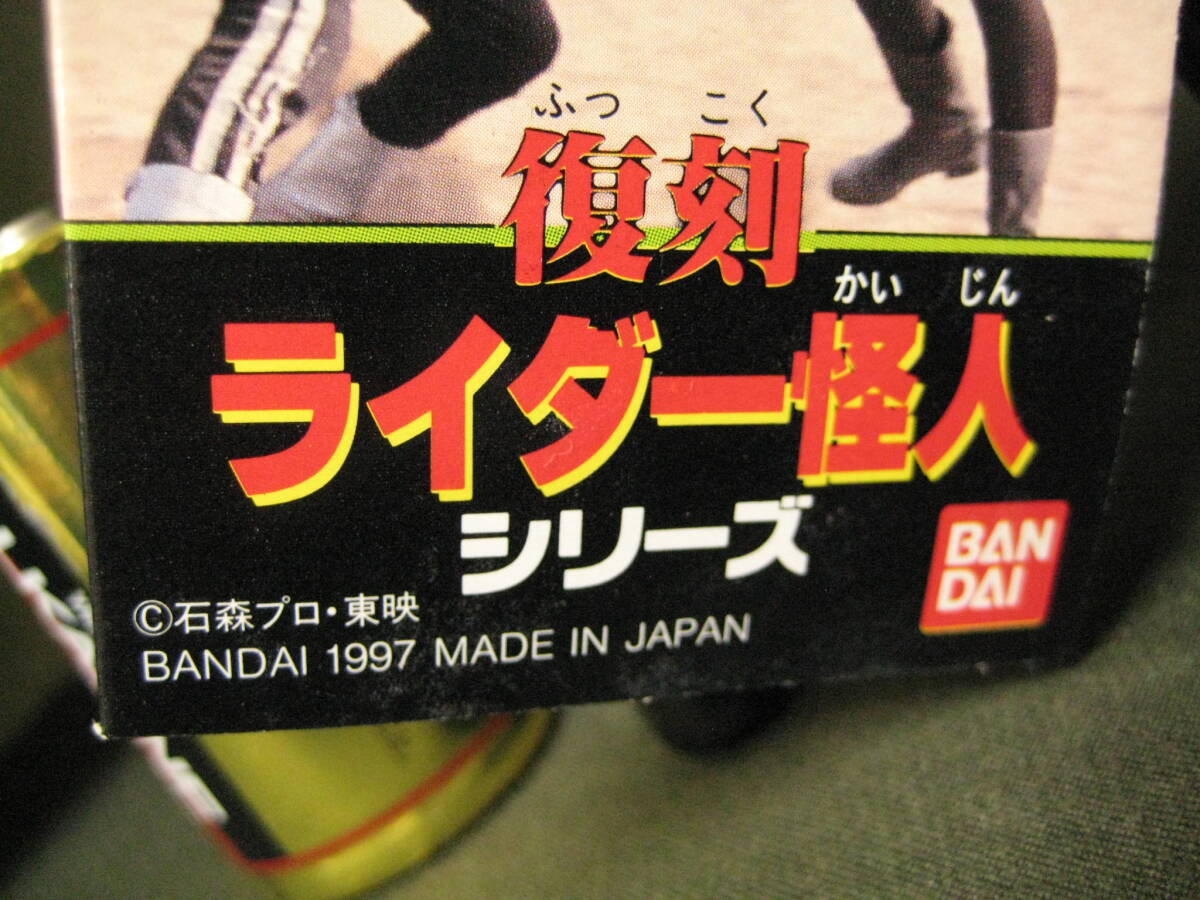 ふつ こく
復刻
かい じん
ライダー怪人
シリーズ
BAN
DAI
©石森プロ・東映
BANDAI 1997 MADE IN JAPAN